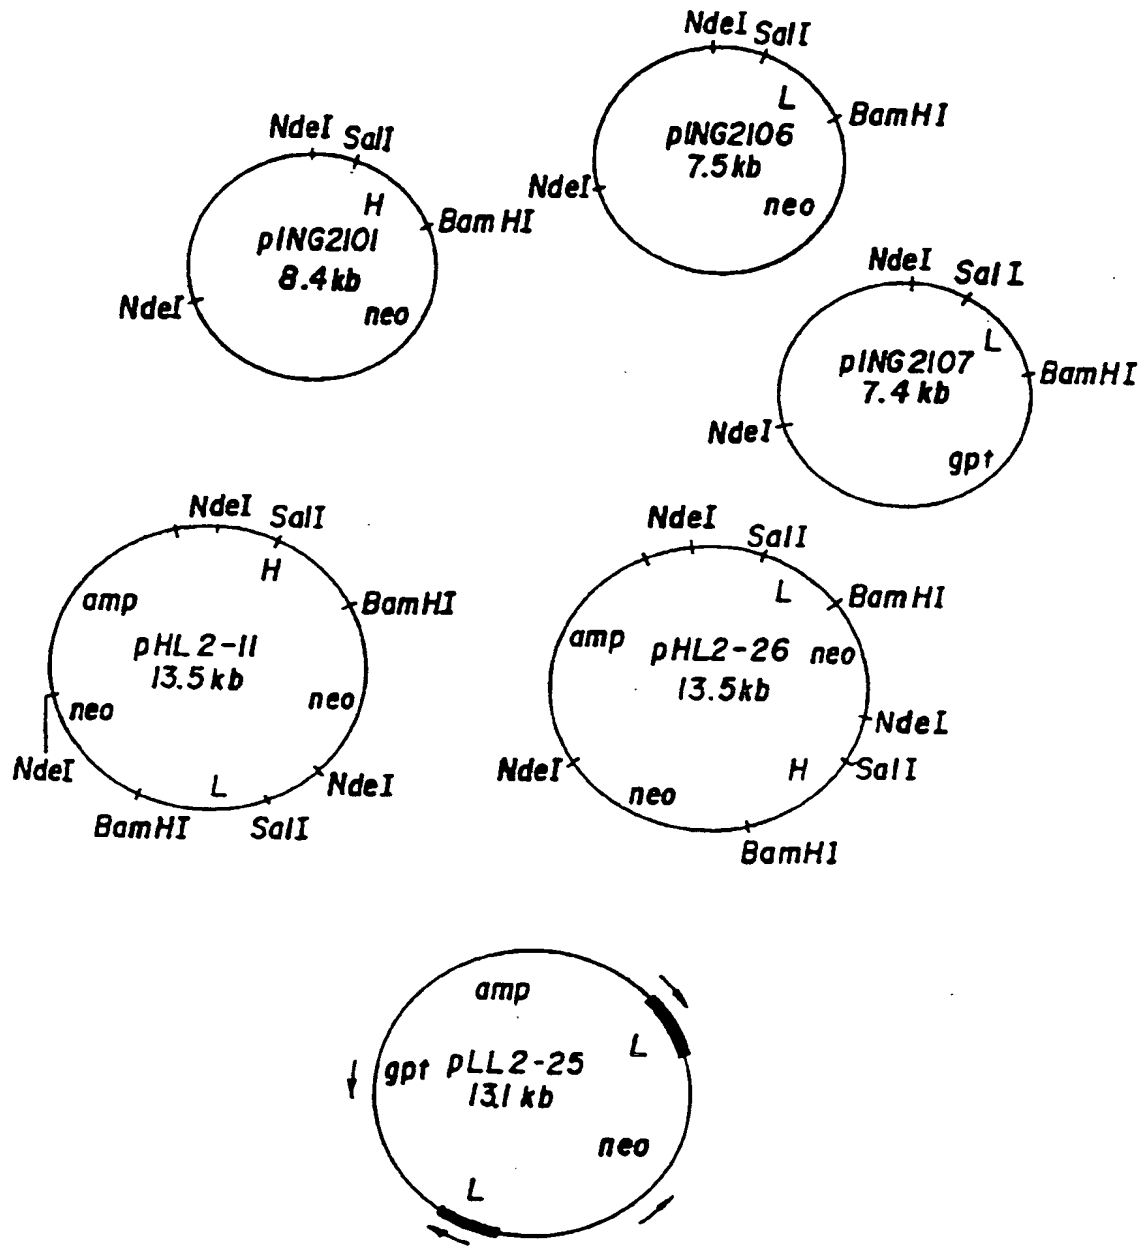 NdeI SalI
L
BamHI
pING2106
7.5kb
NdeI
neo
NdeI SalI
H
BamHI
pING2101
8.4kb
NdeI
neo
NdeI SalI
L
BamHI
pING2107
7.4kb
NdeI
gpt
NdeI SalI
H
BamHI
amp
pHL2-11
13.5kb
neo
neo
NdeI
L
NdeI
BamHI
SalI
NdeI
SalI
L
BamHI
amp
pHL2-26
neo
13.5kb
NdeI
NdeI
H
SalI
neo
BamHI
amp
L
gpt
pLL2-25
13.1kb
neo
L